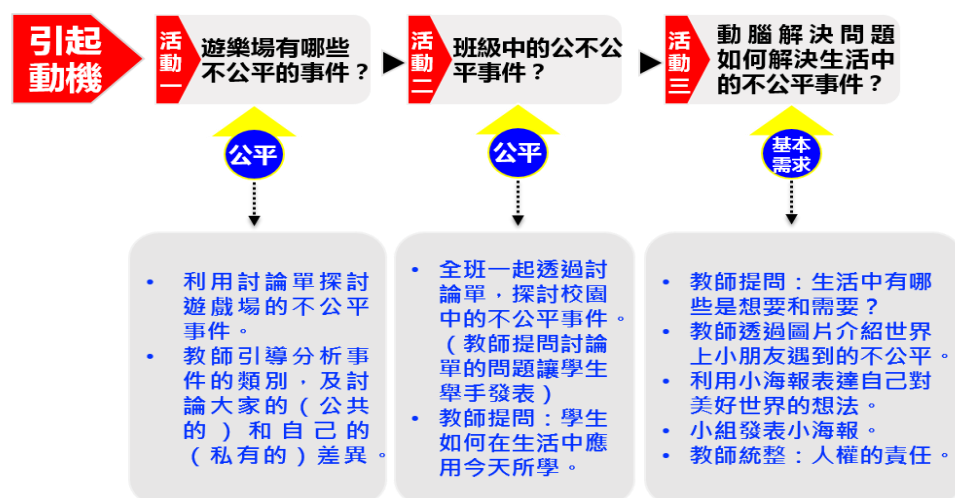 引起
動機
活動一
遊樂場有哪些
不公平的事件？
活動二
班級中的公不公
平事件？
活動三
動腦解決問題
如何解決生活中
的不公平事件？
公平
公平
基本
需求
• 利用討論單探討
遊戲場的不公平
事件。
• 教師引導分析事
件的類別，及討
論大家的（公共
的）和自己的
（私有的）差異。
• 全班一起透過討
論單，探討校園
中的不公平事件。
（教師提問討論
單的問題讓學生
舉手發表）
• 教師提問：學生
如何在生活中應
用今天所學。
• 教師提問：生活中有哪
些是想要和需要？
• 教師透過圖片介紹世界
上小朋友遇到的不公平。
• 利用小海報表達自己對
美好世界的想法。
• 小組發表小海報。
• 教師統整：人權的責任。